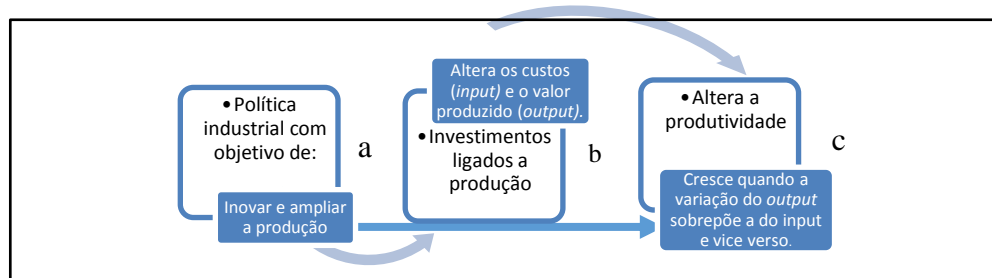 •Política
industrial com
objetivo de:
Inovar e ampliar
a produção
a
Altera os custos
(input) e o valor
produzido (output).
•Investimentos
ligados a
produção
b
•Altera a
produtividade
Cresce quando a
variação do output
sobrepõe a do input
e vice verso.
c